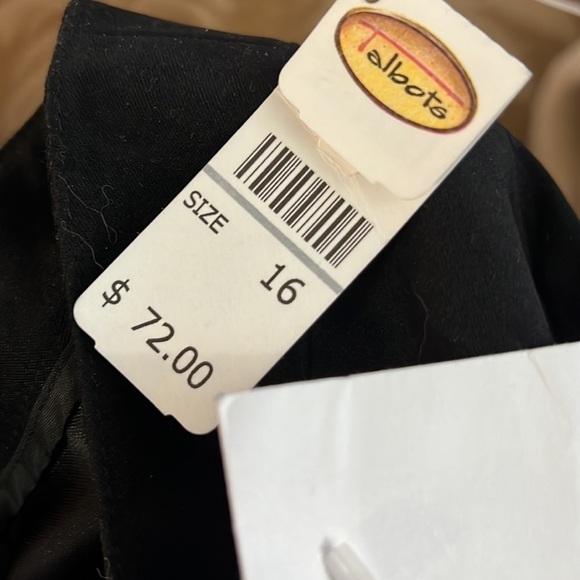 Talbots
SIZE
16
$ 72.00